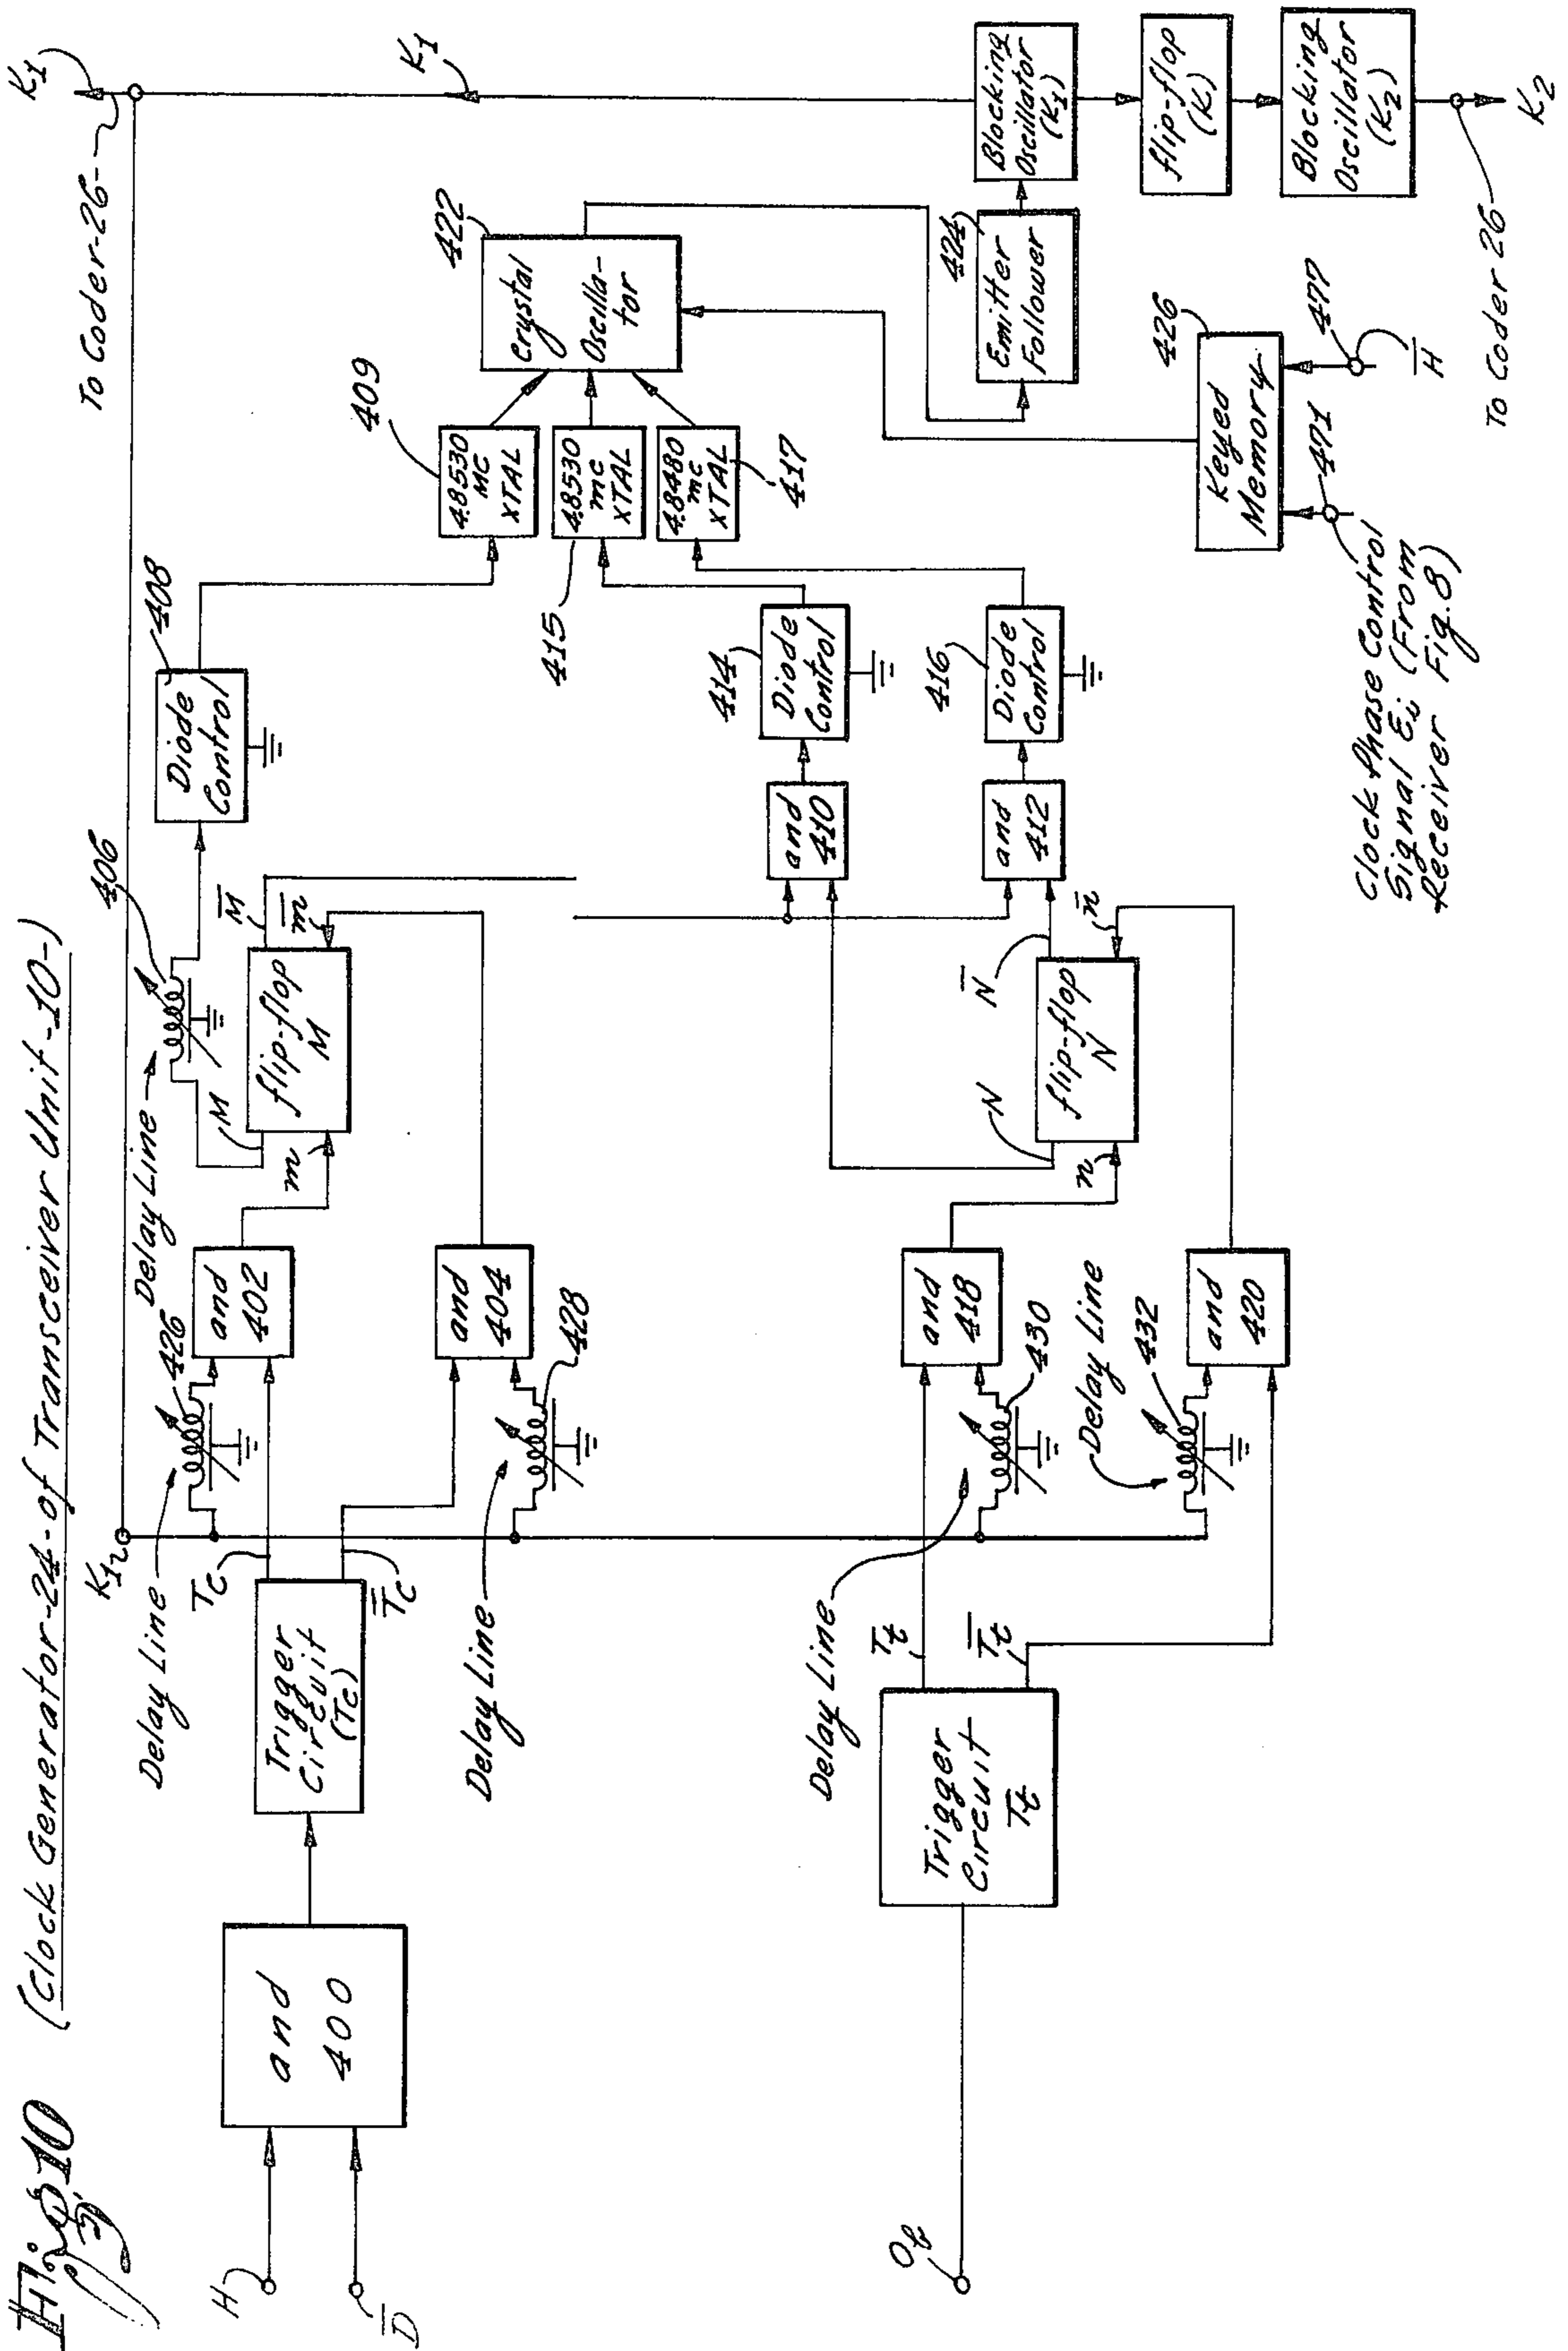 Fig. 10
(Clock Generator-24-of Transceiver Unit-10-)
H
D̅
and
400
Trigger
Circuit
(Tc)
Tc
T̅c̅
K₁
Delay Line
426
Delay Line
428
and
402
and
404
m
M
flip-flop
M
M̅
m̅
Delay Line
406
Diode
Control
408
To Coder-26-
K₁
K₁
409
4.8530
MC
XTAL
415
4.8530
mc
XTAL
4.8480
mc
XTAL
417
Crystal
Oscilla-
tor
422
424
Emitter
Follower
Blocking
Oscillator
(K₁)
flip-flop
(K)
Blocking
Oscillator
(K₂)
K₂
To Coder 26-
Keyed
Memory
426
471
477
H̅
Clock Phase Control
Signal (From
Receiver Fig. 8)
and
410
and
412
414
Diode
Control
416
Diode
Control
Trigger
Circuit
Tt
Tt
T̅t̅
Delay Line
430
Delay Line
432
and
418
and
420
n
N
flip-flop
N
N̅
n̅